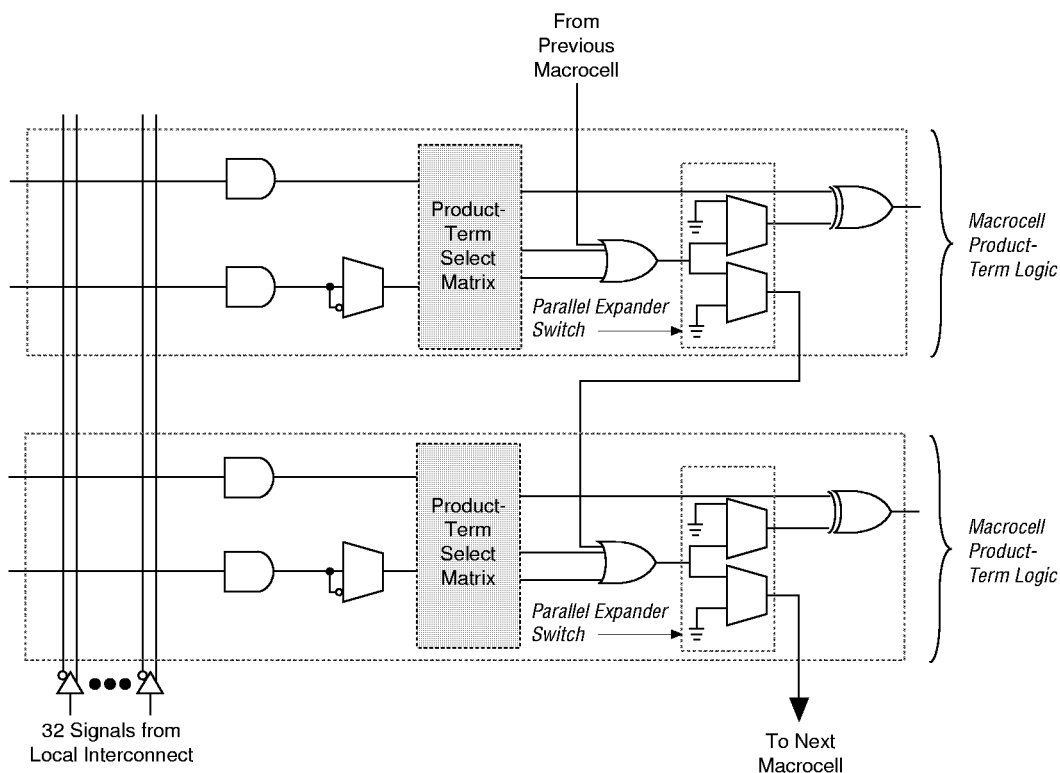 From
Previous
Macrocell
Product-
Term
Select
Matrix
Macrocell
Product-
Term Logic
Parallel Expander
Switch
Product-
Term
Select
Matrix
Macrocell
Product-
Term Logic
Parallel Expander
Switch
32 Signals from
Local Interconnect
To Next
Macrocell